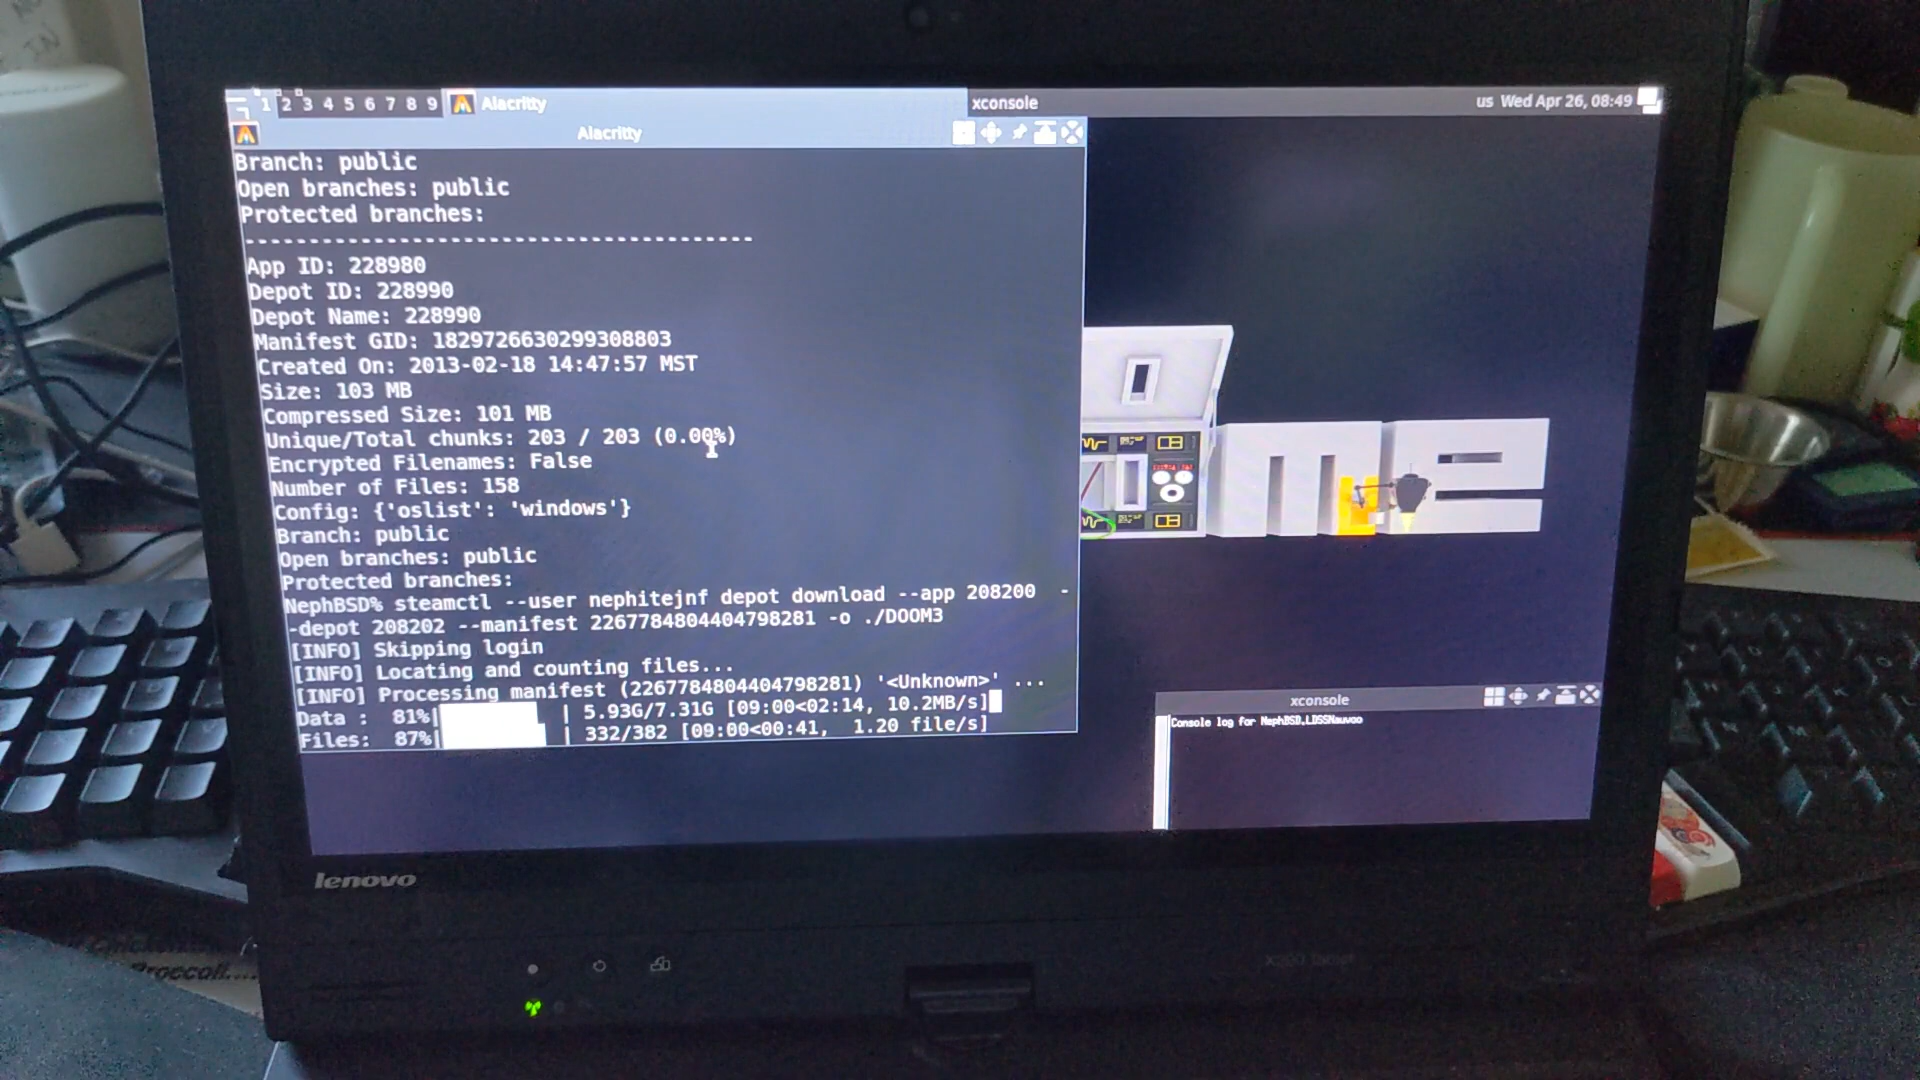 1 2 3 4 5 6 7 8 9 Alacritty
xconsole
us Wed Apr 26, 08:49
Alacritty
Branch: public
Open branches: public
Protected branches:
---------------------------------------
App ID: 228980
Depot ID: 228990
Depot Name: 228990
Manifest GID: 1829726630299308803
Created On: 2013-02-18 14:47:57 MST
Size: 103 MB
Compressed Size: 101 MB
Unique/Total chunks: 203 / 203 (0.00%)
Encrypted Filenames: False
Number of Files: 158
Config: {'oslist': 'windows'}
Branch: public
Open branches: public
Protected branches:
NephBSD% steamctl --user nephitejnf depot download --app 208200 -
-depot 208202 --manifest 2267784804404798281 -o ./DOOM3
[INFO] Skipping login
[INFO] Locating and counting files...
[INFO] Processing manifest (2267784804404798281) '<Unknown>' ...
Data : 81%| | 5.93G/7.31G [09:00<02:14, 10.2MB/s]
Files: 87%| | 332/382 [09:00<00:41, 1.20 file/s]
me
xconsole
Console log for NephBSD.LDSSNauvoo
lenovo
x220 tablet
Broccoli....